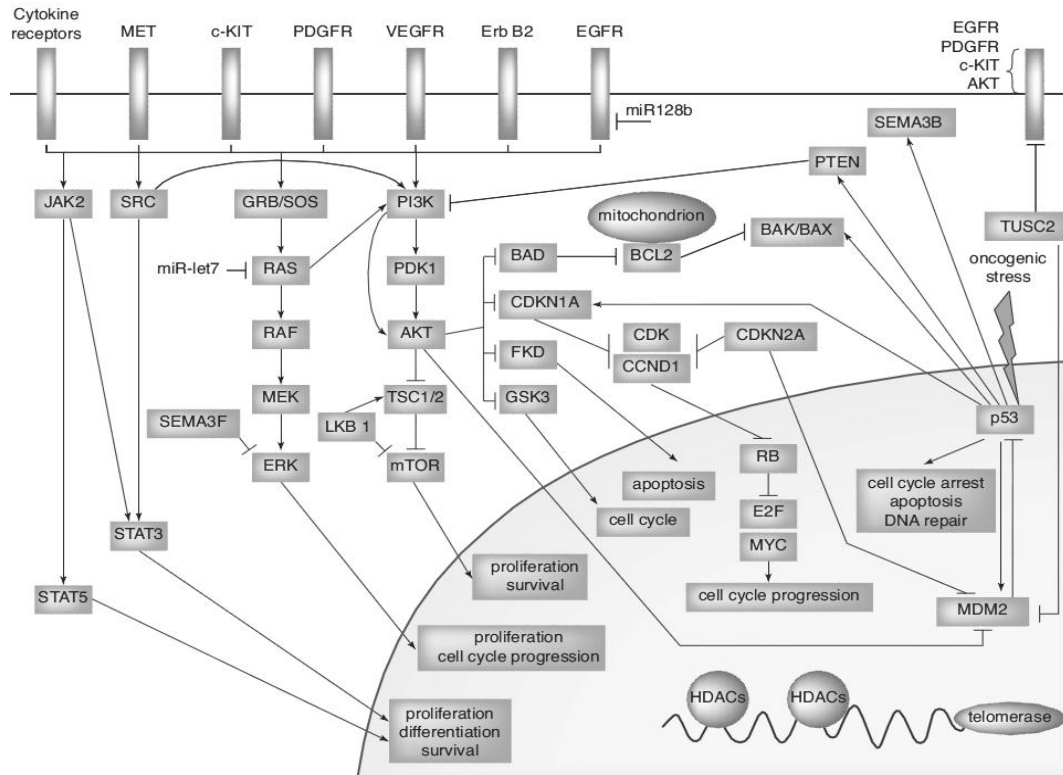 Cytokine
receptors
MET
c-KIT
PDGFR
VEGFR
Erb B2
EGFR
EGFR
PDGFR
c-KIT
AKT
miR128b
SEMA3B
PTEN
JAK2
SRC
GRB/SOS
PI3K
TUSC2
mitochondrion
BAK/BAX
BAD
BCL2
oncogenic
stress
miR-let7
RAS
PDK1
CDKN1A
RAF
AKT
CDK
CDKN2A
FKD
CCND1
MEK
TSC1/2
GSK3
SEMA3F
LKB 1
p53
ERK
mTOR
RB
apoptosis
cell cycle arrest
apoptosis
DNA repair
cell cycle
E2F
STAT3
MYC
proliferation
survival
cell cycle progression
STAT5
MDM2
proliferation
cell cycle progression
HDACs
HDACs
telomerase
proliferation
differentiation
survival